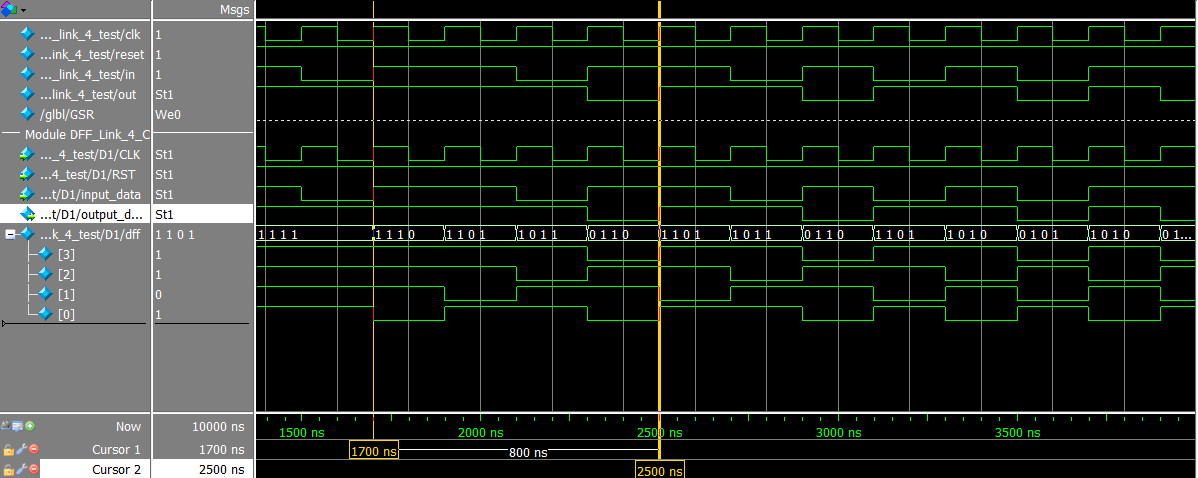 Msgs
..._link_4_test/clk 1
...ink_4_test/reset 1
..._link_4_test/in 1
...link_4_test/out St1
/glbl/GSR We0
Module DFF_Link_4_C
..._4_test/D1/CLK St1
...4_test/D1/RST St1
...t/D1/input_data St1
...t/D1/output_d... St1
...k_4_test/D1/dff 1 1 0 1 1 1 1 1 1 1 1 0 1 1 0 1 1 0 1 1 0 1 1 0 1 1 0 1 1 0 1 1 0 1 1 0 1 1 0 1 1 0 1 0 0 1 0 1 1 0 1 0 0 1...
[3] 1
[2] 1
[1] 0
[0] 1
Now 10000 ns 1500 ns 2000 ns 2500 ns 3000 ns 3500 ns
Cursor 1 1700 ns 1700 ns 800 ns
Cursor 2 2500 ns 2500 ns